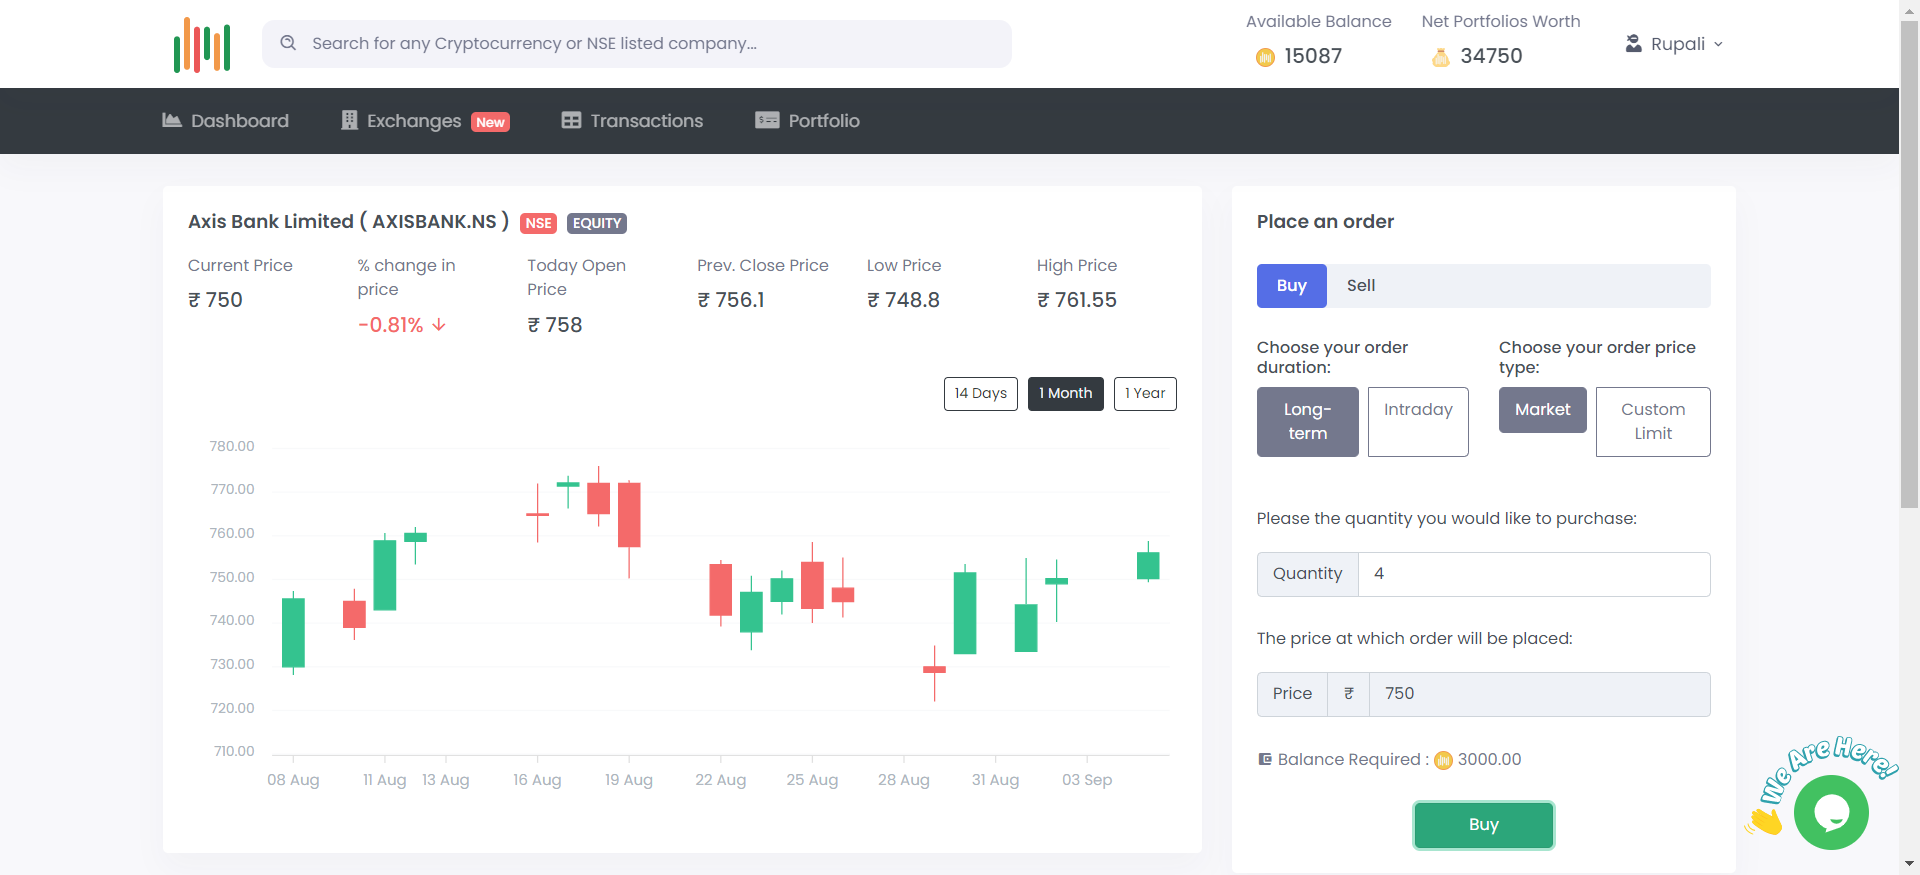 Search for any Cryptocurrency or NSE listed company...
Available Balance
15087
Net Portfolios Worth
34750
Rupali
Dashboard
Exchanges New
Transactions
Portfolio
Axis Bank Limited ( AXISBANK.NS ) NSE EQUITY
Current Price
₹ 750
% change in
price
-0.81%
Today Open
Price
₹ 758
Prev. Close Price
₹ 756.1
Low Price
₹ 748.8
High Price
₹ 761.55
14 Days
1 Month
1 Year
780.00
770.00
760.00
750.00
740.00
730.00
720.00
710.00
08 Aug
11 Aug
13 Aug
16 Aug
19 Aug
22 Aug
25 Aug
28 Aug
31 Aug
03 Sep
Place an order
Buy
Sell
Choose your order
duration:
Long-
term
Intraday
Choose your order price
type:
Market
Custom
Limit
Please the quantity you would like to purchase:
Quantity 4
The price at which order will be placed:
Price ₹ 750
Balance Required : 3000.00
Buy
We Are Here!